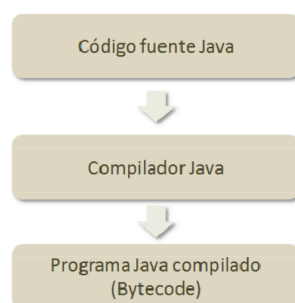 Código fuente Java
Compilador Java
Programa Java compilado
(Bytecode)